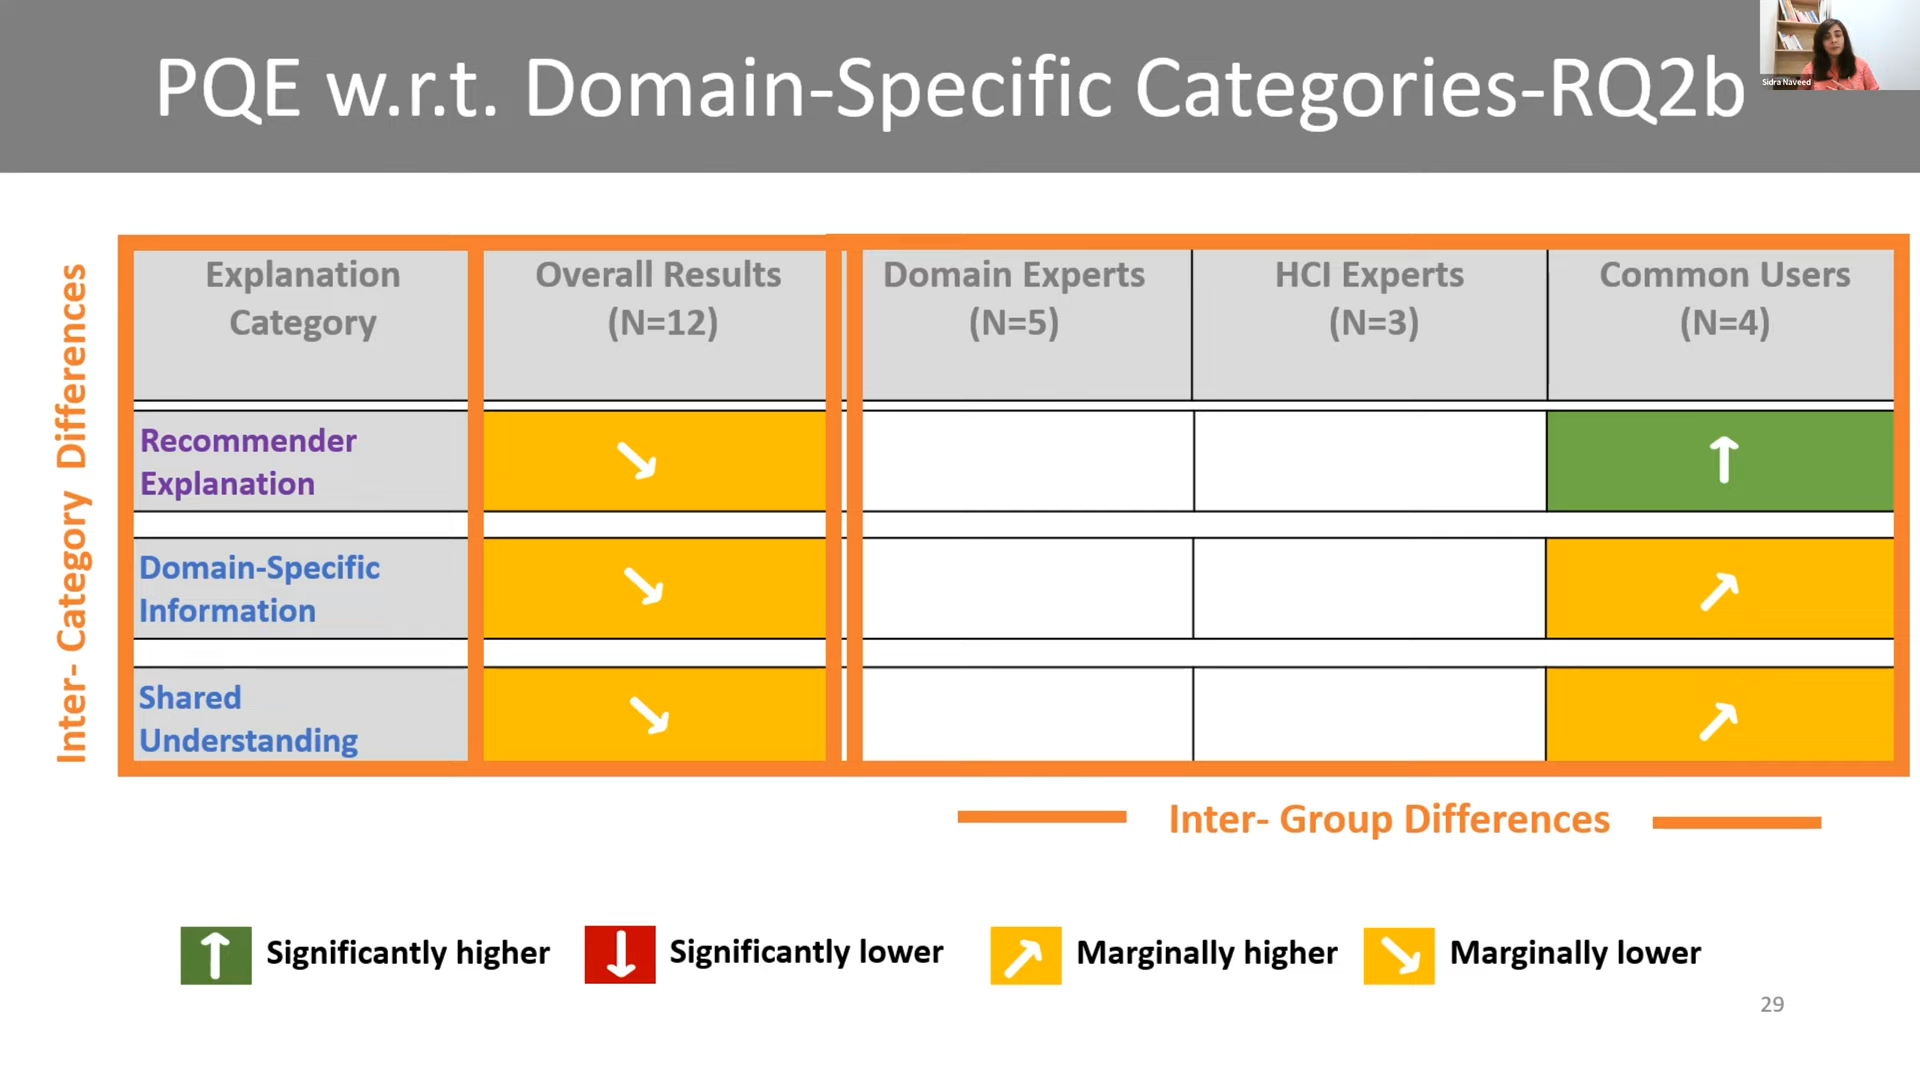 PQE w.r.t. Domain-Specific Categories-RQ2b
Sidra Naveed
Inter- Category Differences
Explanation
Category
Overall Results
(N=12)
Domain Experts
(N=5)
HCI Experts
(N=3)
Common Users
(N=4)
Recommender
Explanation
Domain-Specific
Information
Shared
Understanding
Inter- Group Differences
Significantly higher
Significantly lower
Marginally higher
Marginally lower
29